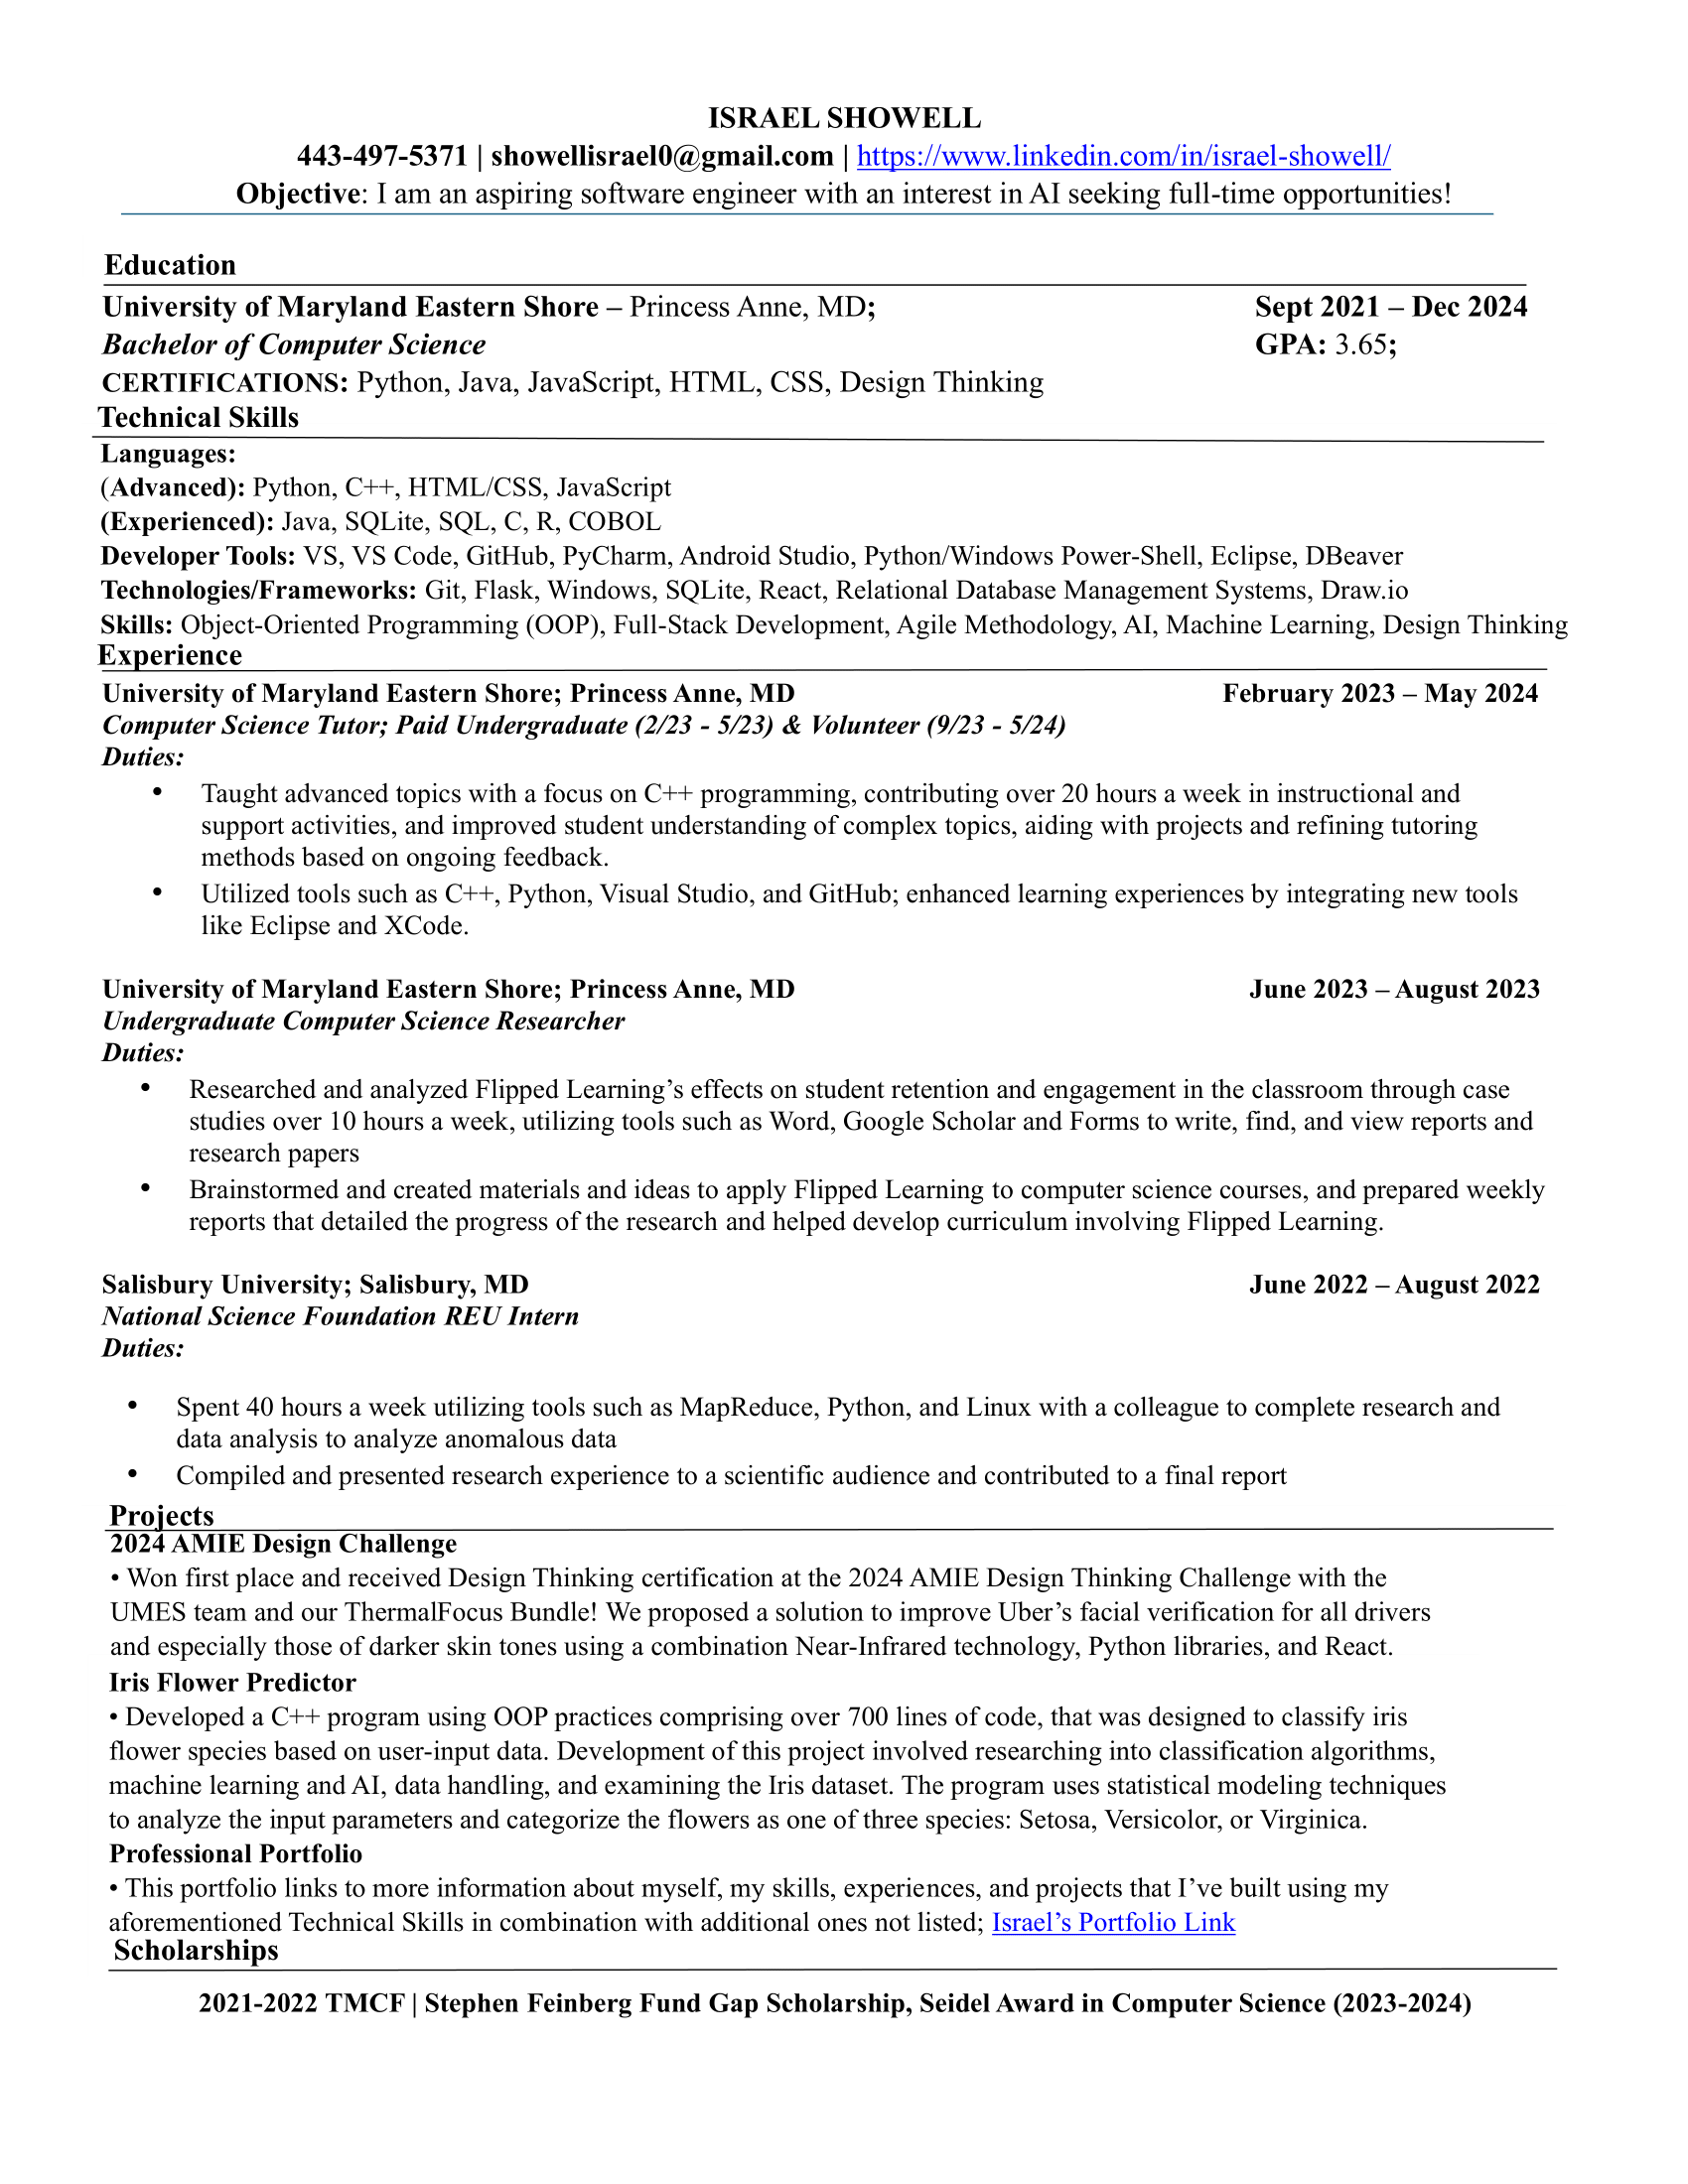 ISRAEL SHOWELL
443-497-5371 | showellisrael0@gmail.com | https://www.linkedin.com/in/israel-showell/
Objective: I am an aspiring software engineer with an interest in AI seeking full-time opportunities!
Education
University of Maryland Eastern Shore – Princess Anne, MD; Sept 2021 – Dec 2024
Bachelor of Computer Science GPA: 3.65;
CERTIFICATIONS: Python, Java, JavaScript, HTML, CSS, Design Thinking
Technical Skills
Languages:
(Advanced): Python, C++, HTML/CSS, JavaScript
(Experienced): Java, SQLite, SQL, C, R, COBOL
Developer Tools: VS, VS Code, GitHub, PyCharm, Android Studio, Python/Windows Power-Shell, Eclipse, DBeaver
Technologies/Frameworks: Git, Flask, Windows, SQLite, React, Relational Database Management Systems, Draw.io
Skills: Object-Oriented Programming (OOP), Full-Stack Development, Agile Methodology, AI, Machine Learning, Design Thinking
Experience
University of Maryland Eastern Shore; Princess Anne, MD February 2023 – May 2024
Computer Science Tutor; Paid Undergraduate (2/23 - 5/23) & Volunteer (9/23 - 5/24)
Duties:
• Taught advanced topics with a focus on C++ programming, contributing over 20 hours a week in instructional and
support activities, and improved student understanding of complex topics, aiding with projects and refining tutoring
methods based on ongoing feedback.
• Utilized tools such as C++, Python, Visual Studio, and GitHub; enhanced learning experiences by integrating new tools
like Eclipse and XCode.
University of Maryland Eastern Shore; Princess Anne, MD June 2023 – August 2023
Undergraduate Computer Science Researcher
Duties:
• Researched and analyzed Flipped Learning’s effects on student retention and engagement in the classroom through case
studies over 10 hours a week, utilizing tools such as Word, Google Scholar and Forms to write, find, and view reports and
research papers
• Brainstormed and created materials and ideas to apply Flipped Learning to computer science courses, and prepared weekly
reports that detailed the progress of the research and helped develop curriculum involving Flipped Learning.
Salisbury University; Salisbury, MD June 2022 – August 2022
National Science Foundation REU Intern
Duties:
• Spent 40 hours a week utilizing tools such as MapReduce, Python, and Linux with a colleague to complete research and
data analysis to analyze anomalous data
• Compiled and presented research experience to a scientific audience and contributed to a final report
Projects
2024 AMIE Design Challenge
• Won first place and received Design Thinking certification at the 2024 AMIE Design Thinking Challenge with the
UMES team and our ThermalFocus Bundle! We proposed a solution to improve Uber’s facial verification for all drivers
and especially those of darker skin tones using a combination Near-Infrared technology, Python libraries, and React.
Iris Flower Predictor
• Developed a C++ program using OOP practices comprising over 700 lines of code, that was designed to classify iris
flower species based on user-input data. Development of this project involved researching into classification algorithms,
machine learning and AI, data handling, and examining the Iris dataset. The program uses statistical modeling techniques
to analyze the input parameters and categorize the flowers as one of three species: Setosa, Versicolor, or Virginica.
Professional Portfolio
• This portfolio links to more information about myself, my skills, experiences, and projects that I’ve built using my
aforementioned Technical Skills in combination with additional ones not listed; Israel’s Portfolio Link
Scholarships
2021-2022 TMCF | Stephen Feinberg Fund Gap Scholarship, Seidel Award in Computer Science (2023-2024)